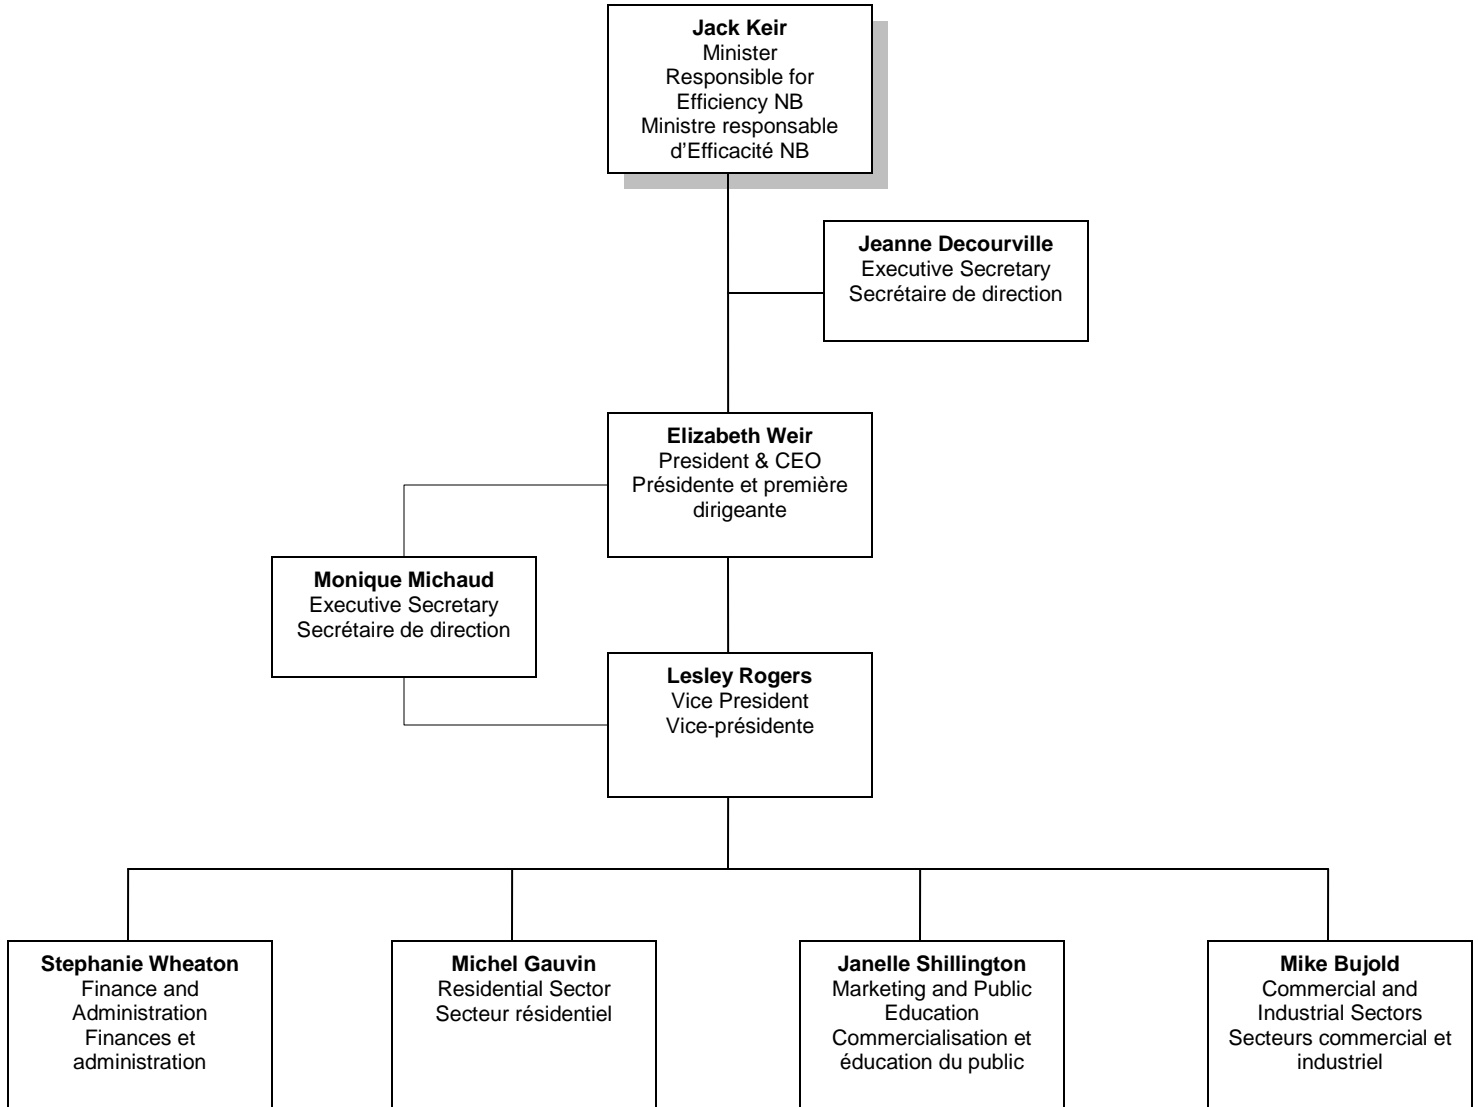 Jack Keir
Minister
Responsible for
Efficiency NB
Ministre responsable
d’Efficacité NB
Jeanne Decourville
Executive Secretary
Secrétaire de direction
Elizabeth Weir
President & CEO
Présidente et première
dirigeante
Monique Michaud
Executive Secretary
Secrétaire de direction
Lesley Rogers
Vice President
Vice-présidente
Stephanie Wheaton
Finance and
Administration
Finances et
administration
Michel Gauvin
Residential Sector
Secteur résidentiel
Janelle Shillington
Marketing and Public
Education
Commercialisation et
éducation du public
Mike Bujold
Commercial and
Industrial Sectors
Secteurs commercial et
industriel